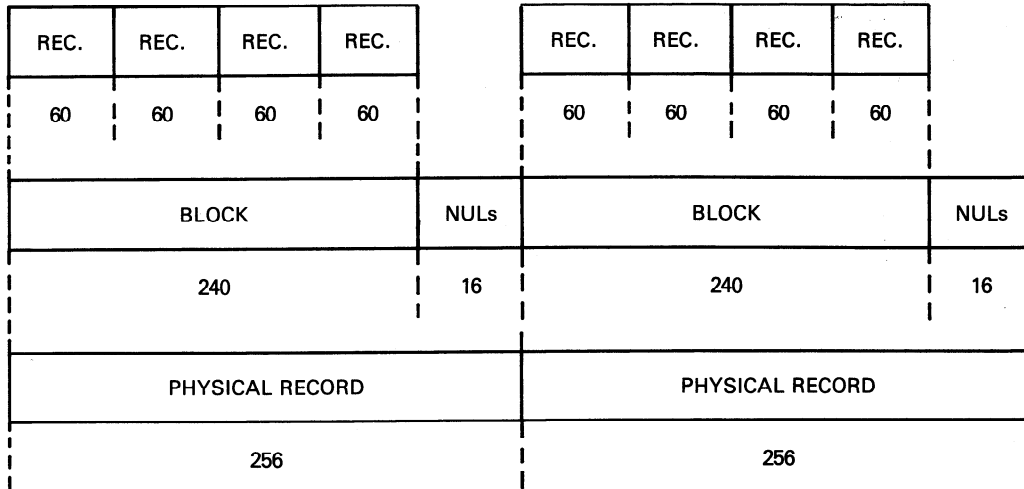 REC. REC. REC. REC. REC. REC. REC. REC.
60 60 60 60 60 60 60 60
BLOCK NULs BLOCK NULs
240 16 240 16
PHYSICAL RECORD PHYSICAL RECORD
256 256